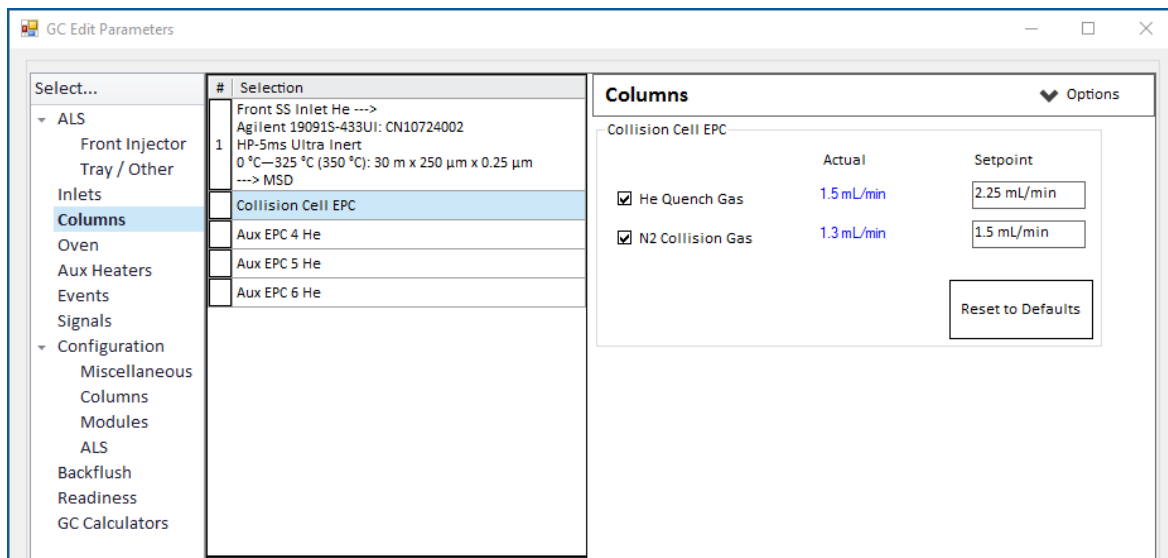 GC Edit Parameters
Select...
ALS
Front Injector
Tray / Other
Inlets
Columns
Oven
Aux Heaters
Events
Signals
Configuration
Miscellaneous
Columns
Modules
ALS
Backflush
Readiness
GC Calculators
# Selection
1
Front SS Inlet He --->
Agilent 19091S-433UI: CN10724002
HP-5ms Ultra Inert
0 °C—325 °C (350 °C): 30 m x 250 μm x 0.25 μm
---> MSD
Collision Cell EPC
Aux EPC 4 He
Aux EPC 5 He
Aux EPC 6 He
Columns
Options
Collision Cell EPC
Actual Setpoint
He Quench Gas 1.5 mL/min 2.25 mL/min
N2 Collision Gas 1.3 mL/min 1.5 mL/min
Reset to Defaults